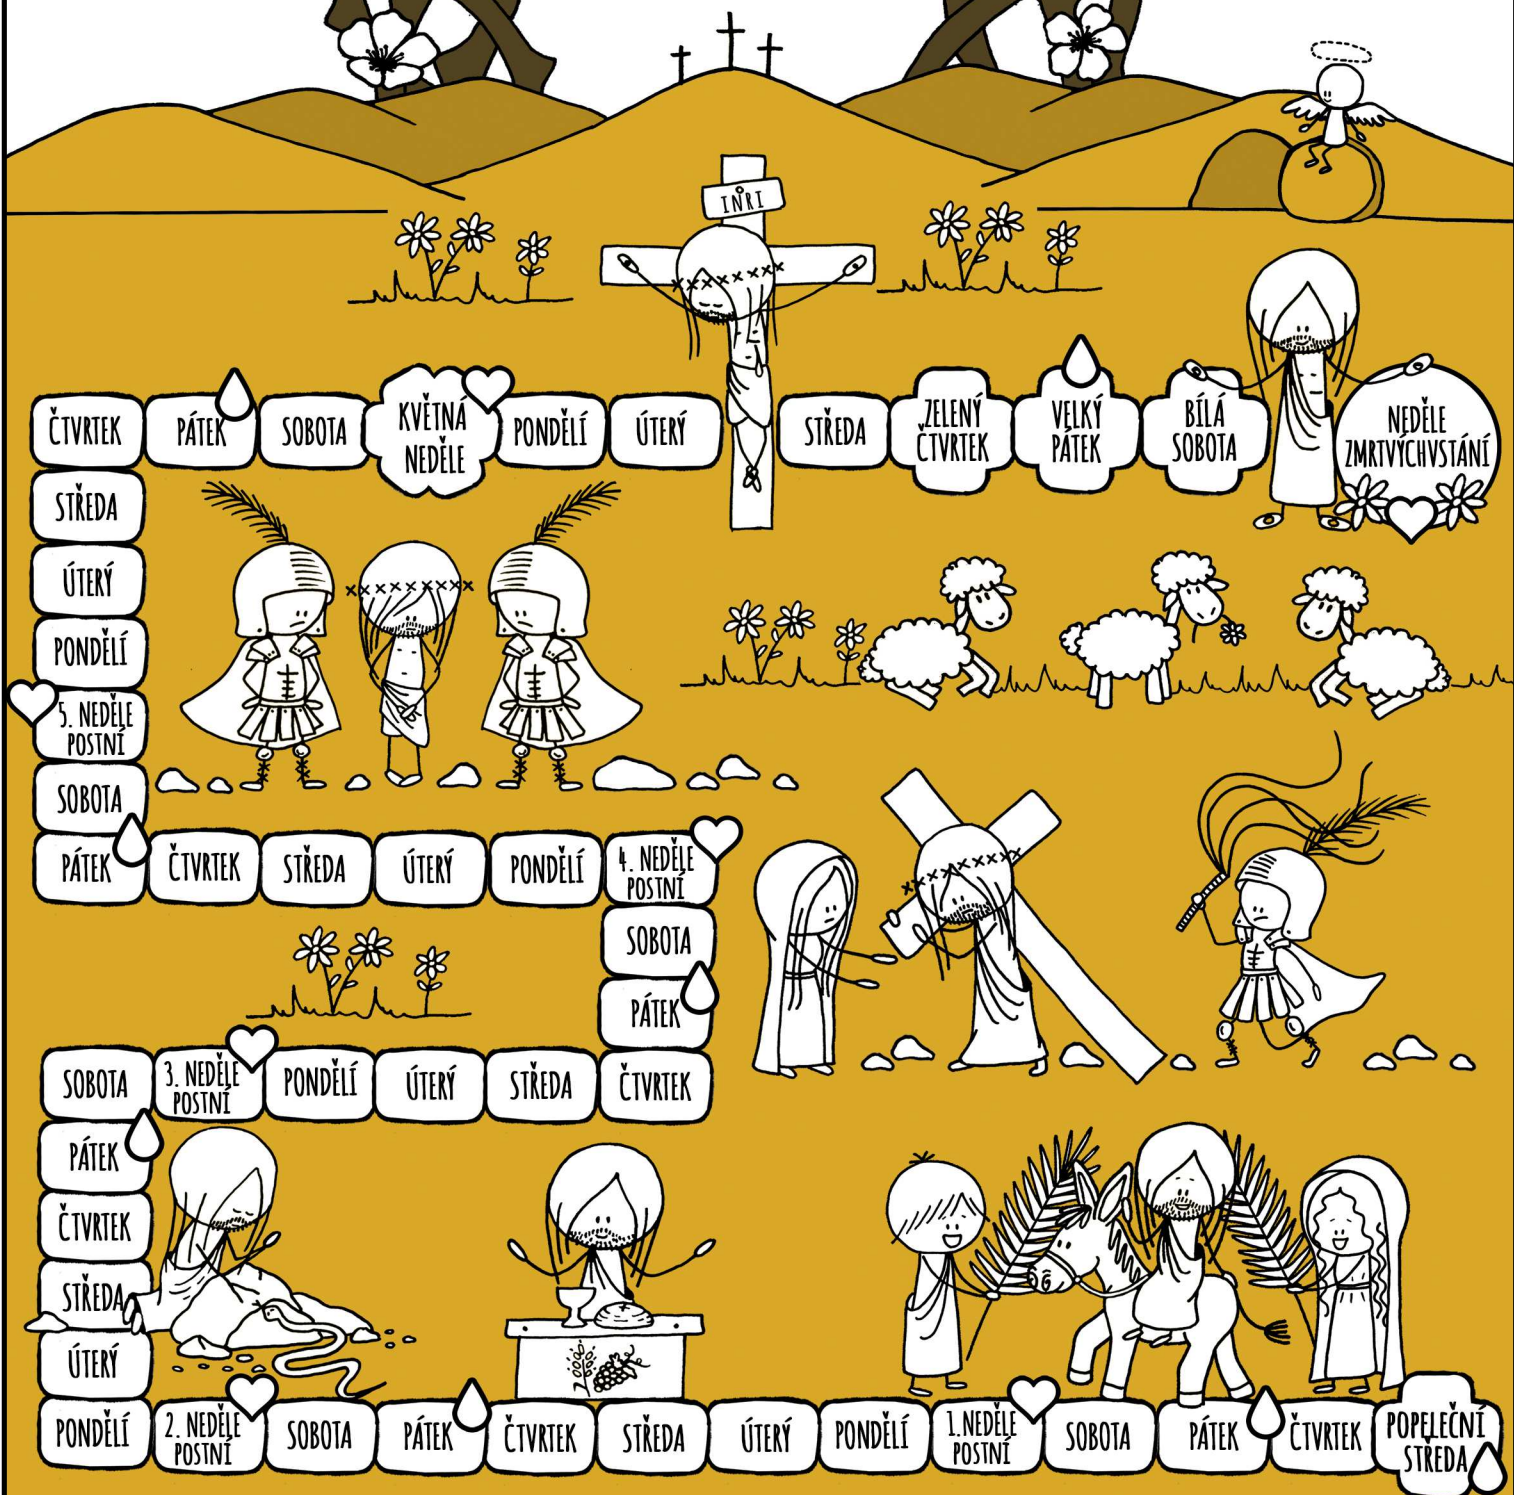 INRI
ČTVRTEK
PÁTEK
SOBOTA
KVĚTNÁ
NEDĚLE
PONDĚLÍ
ÚTERÝ
STŘEDA
ZELENÝ
ČTVRTEK
VELKÝ
PÁTEK
BÍLÁ
SOBOTA
NEDĚLE
ZMRTVÝCHVSTÁNÍ
STŘEDA
ÚTERÝ
PONDĚLÍ
5. NEDĚLE
POSTNÍ
SOBOTA
PÁTEK
ČTVRTEK
STŘEDA
ÚTERÝ
PONDĚLÍ
4. NEDĚLE
POSTNÍ
SOBOTA
PÁTEK
SOBOTA
3. NEDĚLE
POSTNÍ
PONDĚLÍ
ÚTERÝ
STŘEDA
ČTVRTEK
PÁTEK
ČTVRTEK
STŘEDA
ÚTERÝ
PONDĚLÍ
2. NEDĚLE
POSTNÍ
SOBOTA
PÁTEK
ČTVRTEK
STŘEDA
ÚTERÝ
PONDĚLÍ
1. NEDĚLE
POSTNÍ
SOBOTA
PÁTEK
ČTVRTEK
POPELEČNÍ
STŘEDA